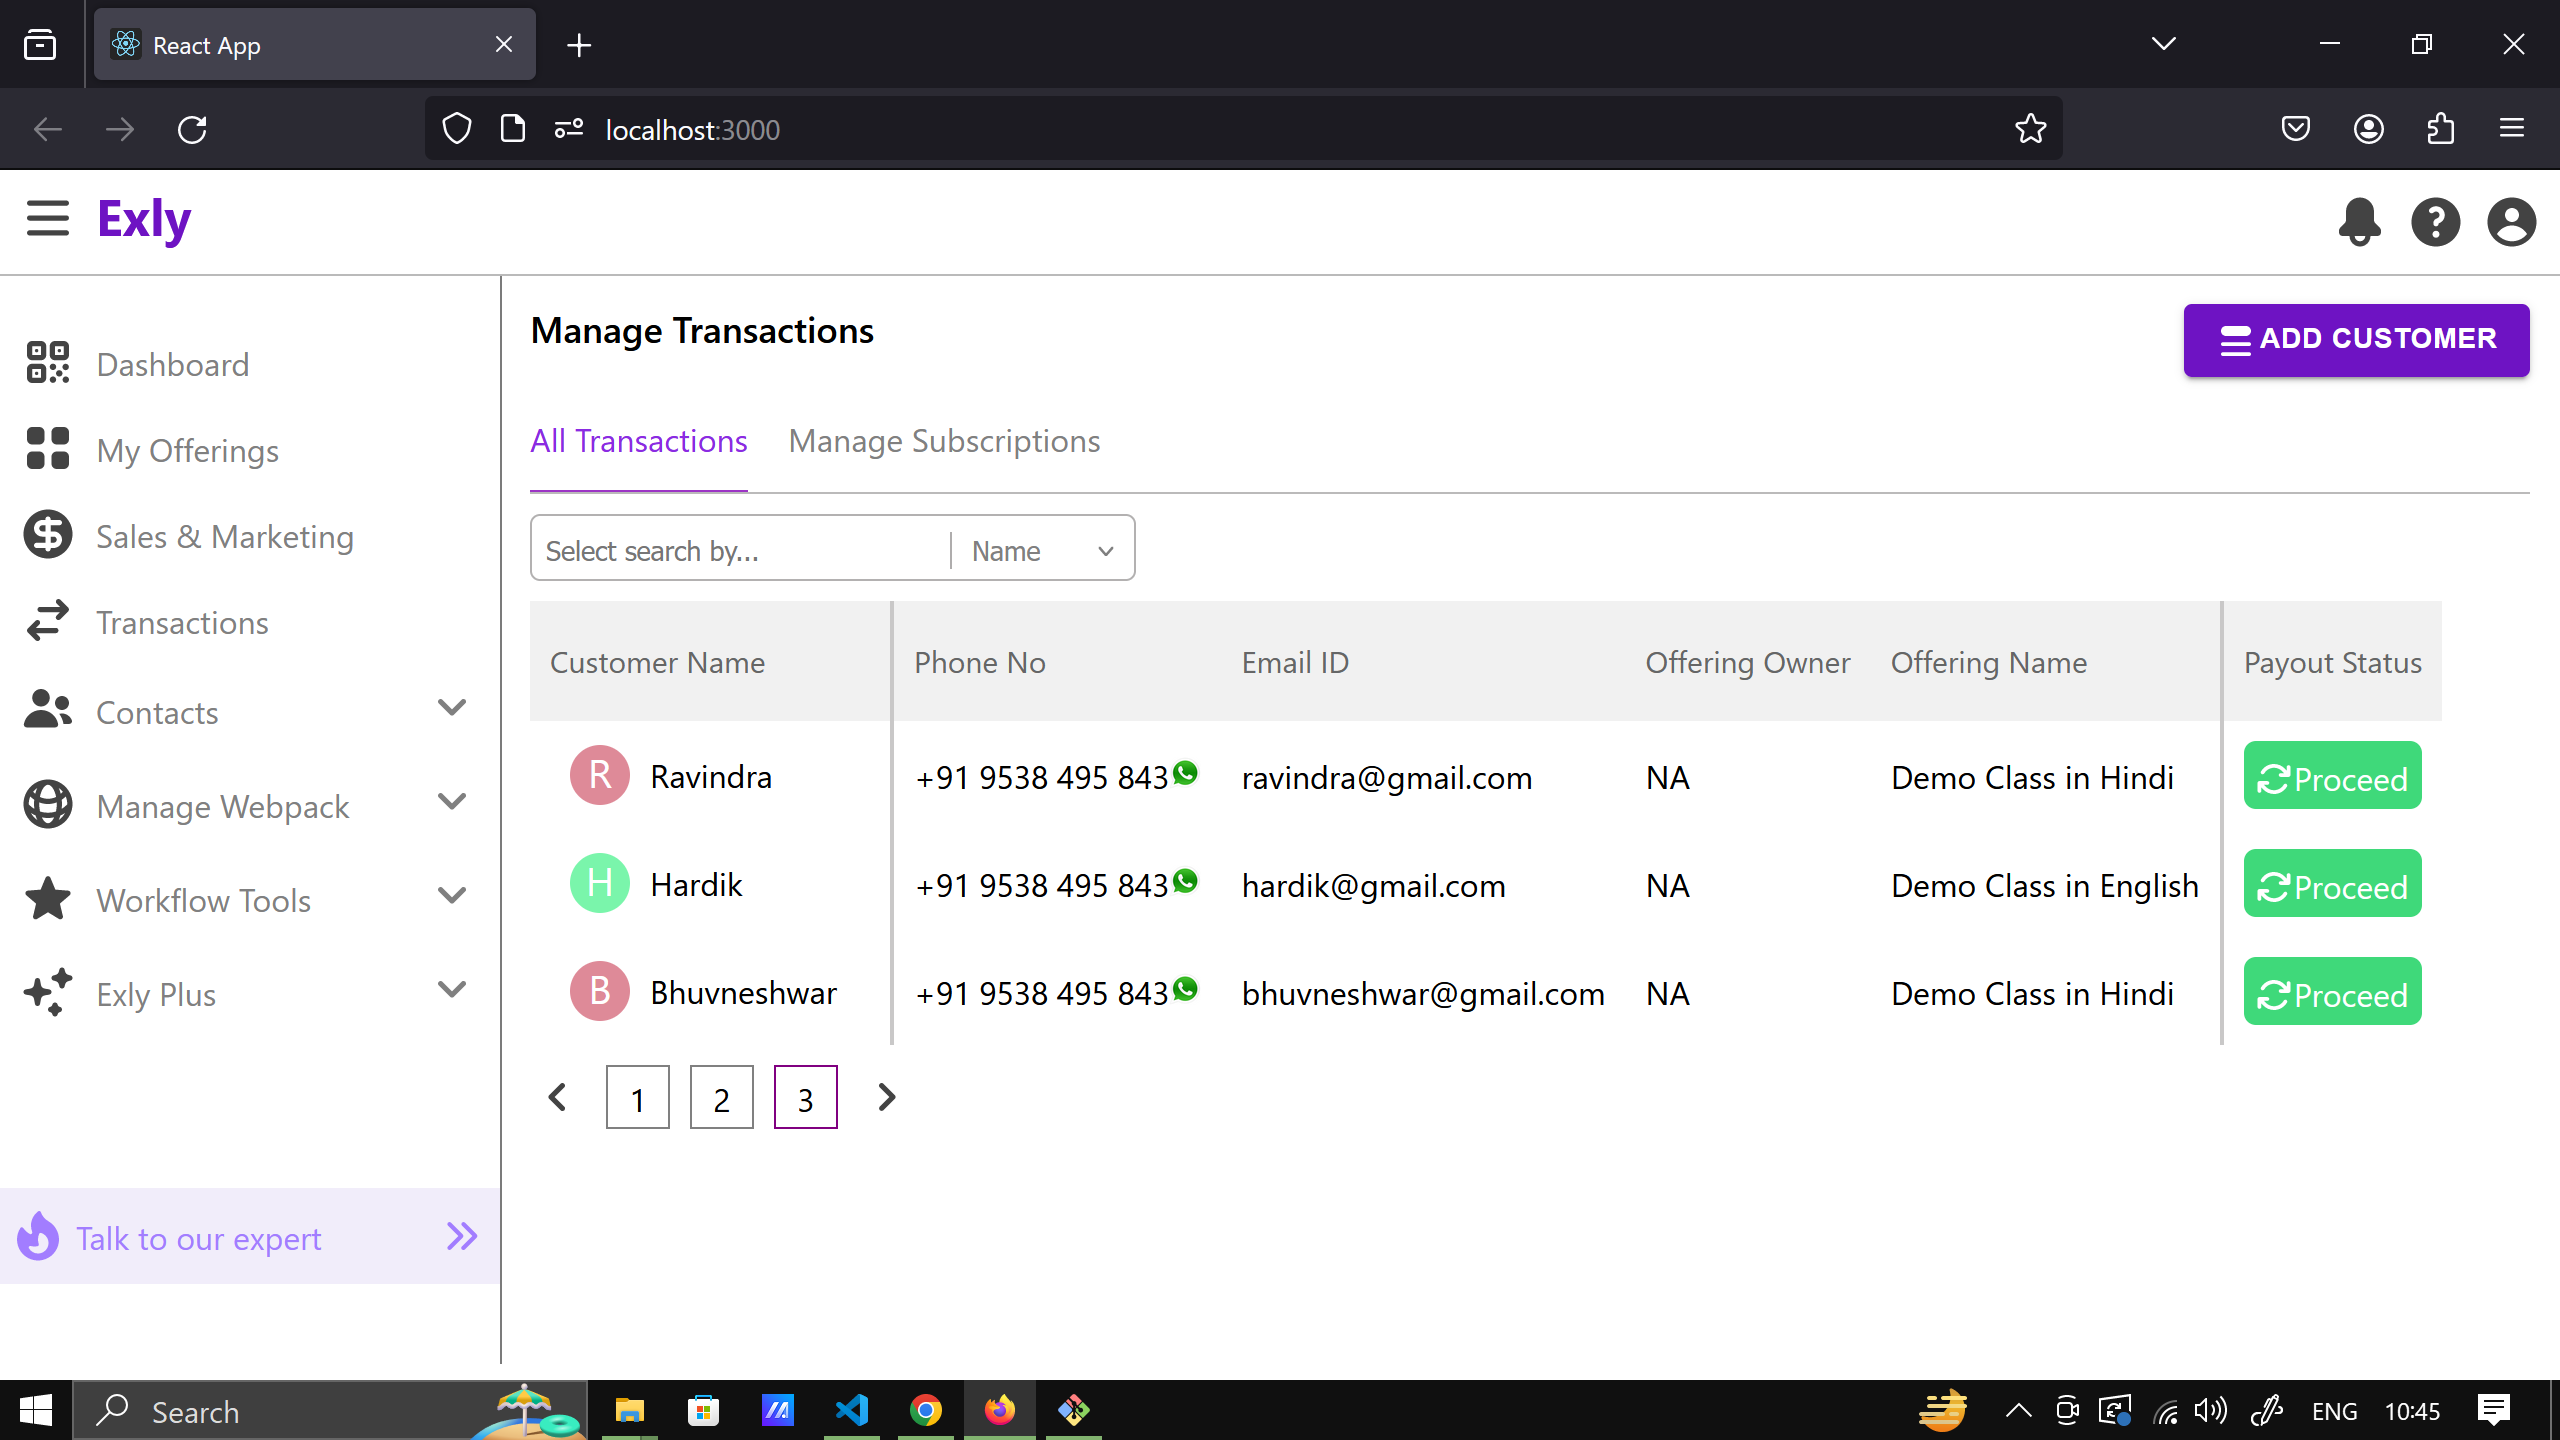 React App
localhost:3000
Exly
Dashboard
My Offerings
Sales & Marketing
Transactions
Contacts
Manage Webpack
Workflow Tools
Exly Plus
Talk to our expert
Manage Transactions
ADD CUSTOMER
All Transactions Manage Subscriptions
Select search by... Name
Customer Name Phone No Email ID Offering Owner Offering Name Payout Status
R Ravindra +91 9538 495 843 ravindra@gmail.com NA Demo Class in Hindi Proceed
H Hardik +91 9538 495 843 hardik@gmail.com NA Demo Class in English Proceed
B Bhuvneshwar +91 9538 495 843 bhuvneshwar@gmail.com NA Demo Class in Hindi Proceed
1 2 3
Search ENG 10:45